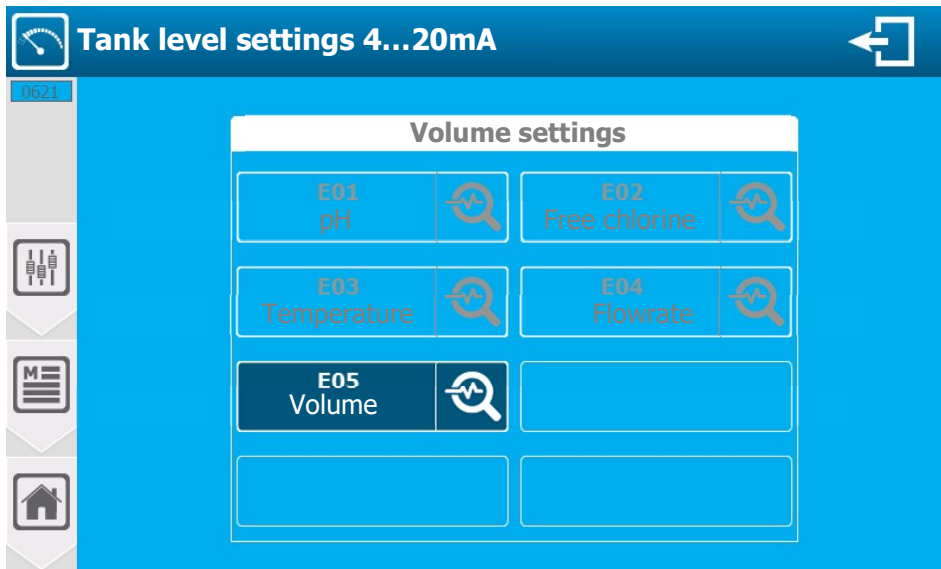 Tank level settings 4...20mA
0621
Volume settings
E01
pH
E02
Free chlorine
E03
Temperature
E04
Flowrate
E05
Volume
M